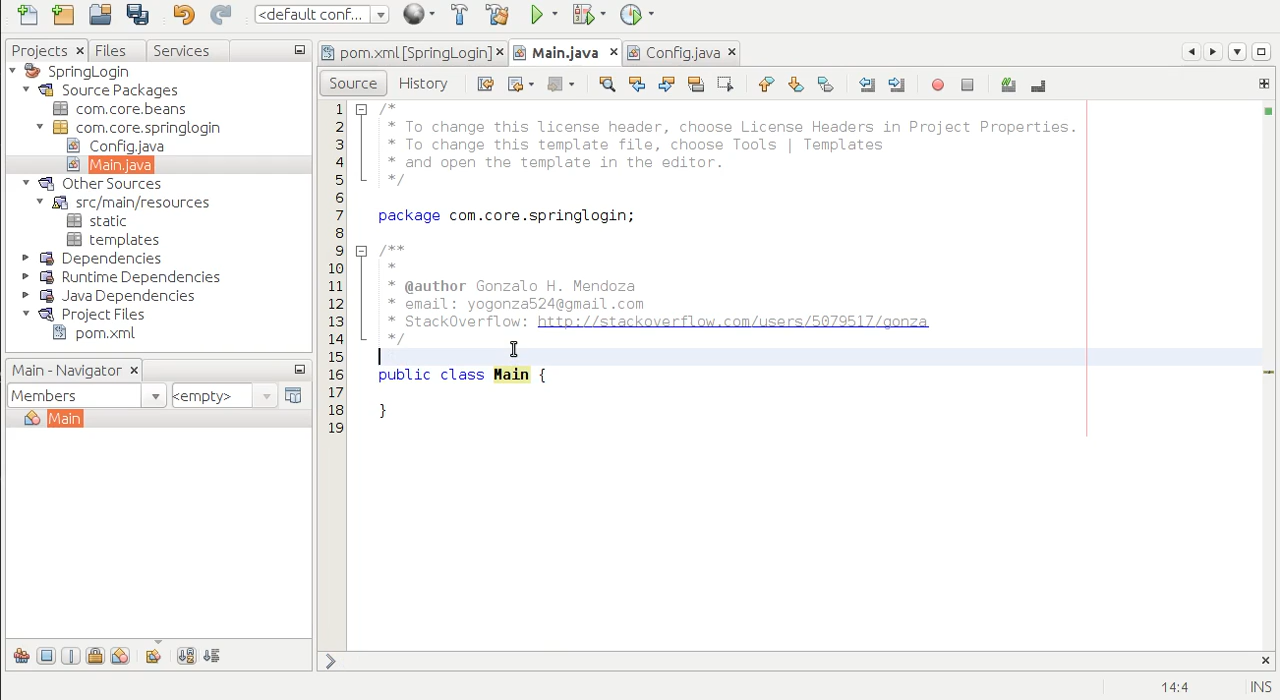 <default conf...
Projects Files Services
SpringLogin
Source Packages
com.core.beans
com.core.springlogin
Config.java
Main.java
Other Sources
src/main/resources
static
templates
Dependencies
Runtime Dependencies
Java Dependencies
Project Files
pom.xml
Main - Navigator
Members <empty>
Main
pom.xml [SpringLogin] Main.java Config.java
Source History
1 /*
2 * To change this license header, choose License Headers in Project Properties.
3 * To change this template file, choose Tools | Templates
4 * and open the template in the editor.
5 */
6
7 package com.core.springlogin;
8
9 /**
10 *
11 * @author Gonzalo H. Mendoza
12 * email: yogonza524@gmail.com
13 * StackOverflow: http://stackoverflow.com/users/5079517/gonza
14 */
15
16 public class Main {
17
18 }
19
14:4 INS